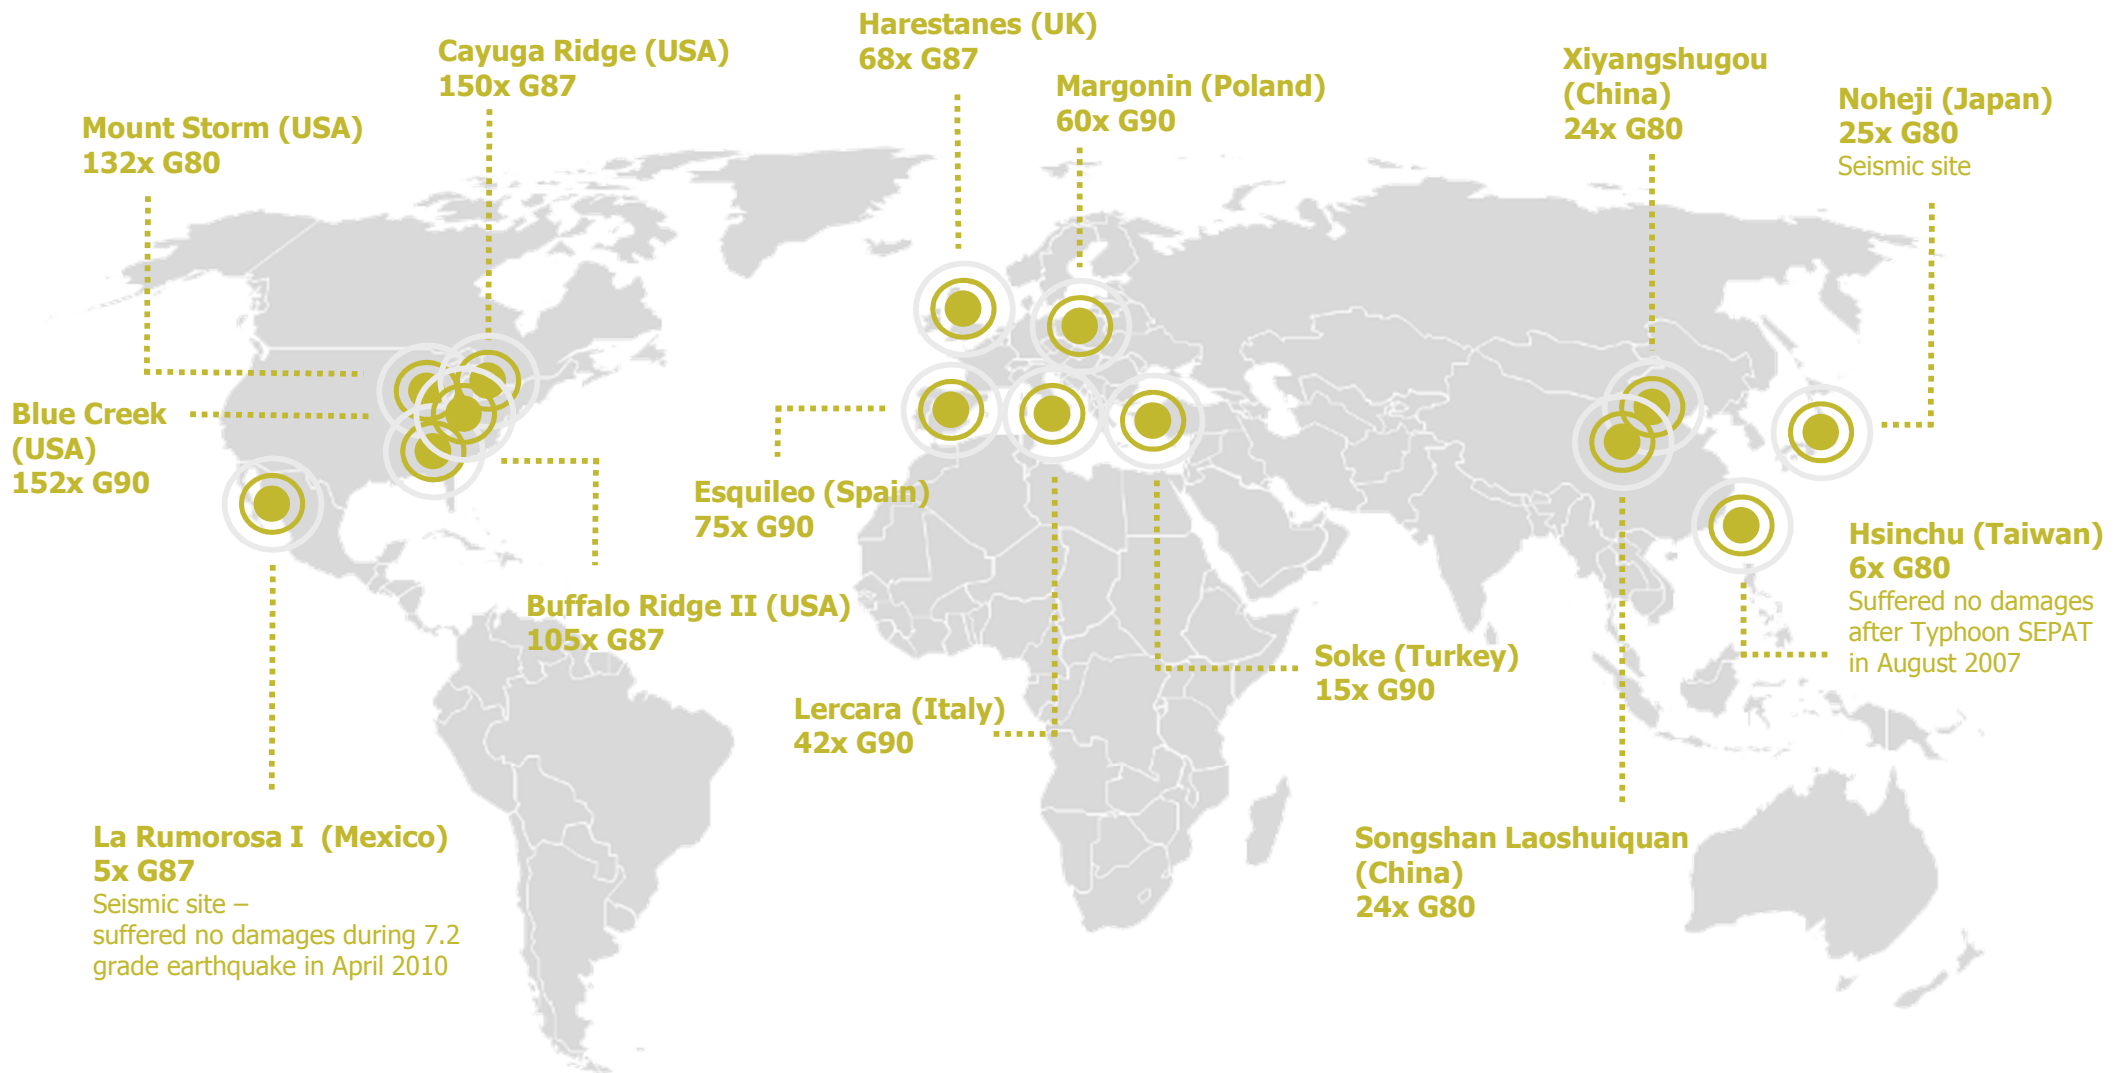 Harestanes (UK)
68x G87
Cayuga Ridge (USA)
150x G87
Xiyangshugou
(China)
24x G80
Margonin (Poland)
60x G90
Noheji (Japan)
25x G80
Seismic site
Mount Storm (USA)
132x G80
Blue Creek
(USA)
152x G90
Esquileo (Spain)
75x G90
Hsinchu (Taiwan)
6x G80
Suffered no damages
after Typhoon SEPAT
in August 2007
Buffalo Ridge II (USA)
105x G87
Soke (Turkey)
15x G90
Lercara (Italy)
42x G90
La Rumorosa I  (Mexico)
5x G87
Seismic site –
suffered no damages during 7.2
grade earthquake in April 2010
Songshan Laoshuiquan
(China)
24x G80